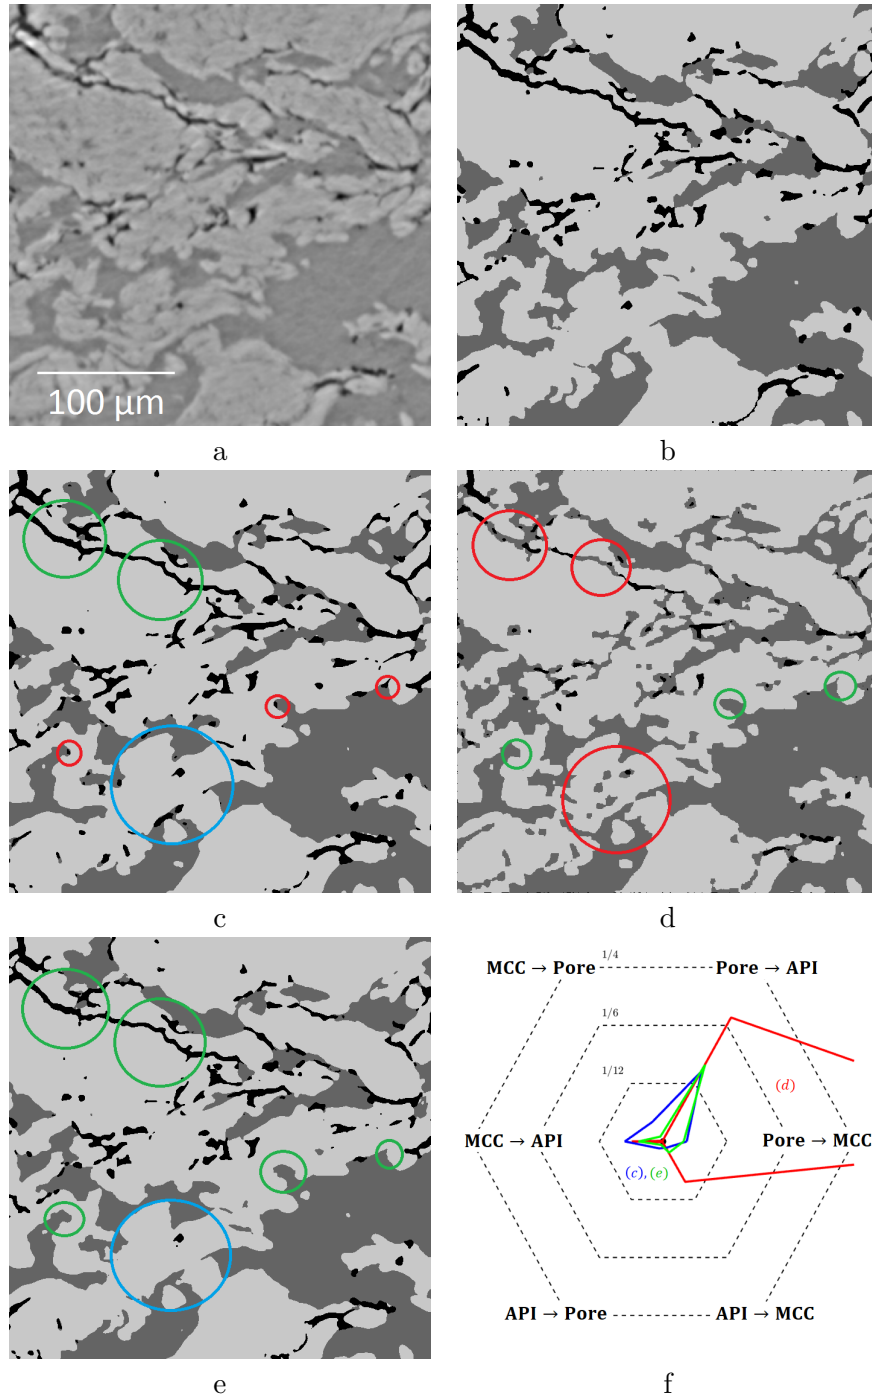 100 µm
a
b
c
d
1/4
MCC → Pore
Pore → API
1/6
1/12
(d)
MCC → API
Pore → MCC
(c), (e)
API → Pore
API → MCC
e
f